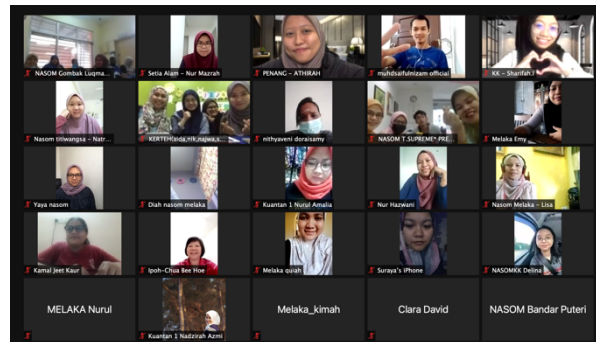 NASOM Gombak Luqma...
Setia Alam - Nur Mazrah
PENANG - ATHIRAH
muhdsaifulnizam official
KK - Sharifah.I
Nasom titiwangsa - Natr...
KERTEH(sida,nik,najwa,s...
nithyaveni doraisamy
NASOM T.SUPREME* PRE...
Melaka Emy
Yaya nasom
Diah nasom melaka
Kuantan 1 Nurul Amalia
Nur Hazwani
Nasom Melaka - Lisa
Kamal Jeet Kaur
Ipoh-Chua Bee Hoe
Melaka quiah
Suraya's iPhone
NASOMKK Delina
MELAKA Nurul
Kuantan 1 Nadzirah Azmi
Melaka_kimah
Clara David
NASOM Bandar Puteri